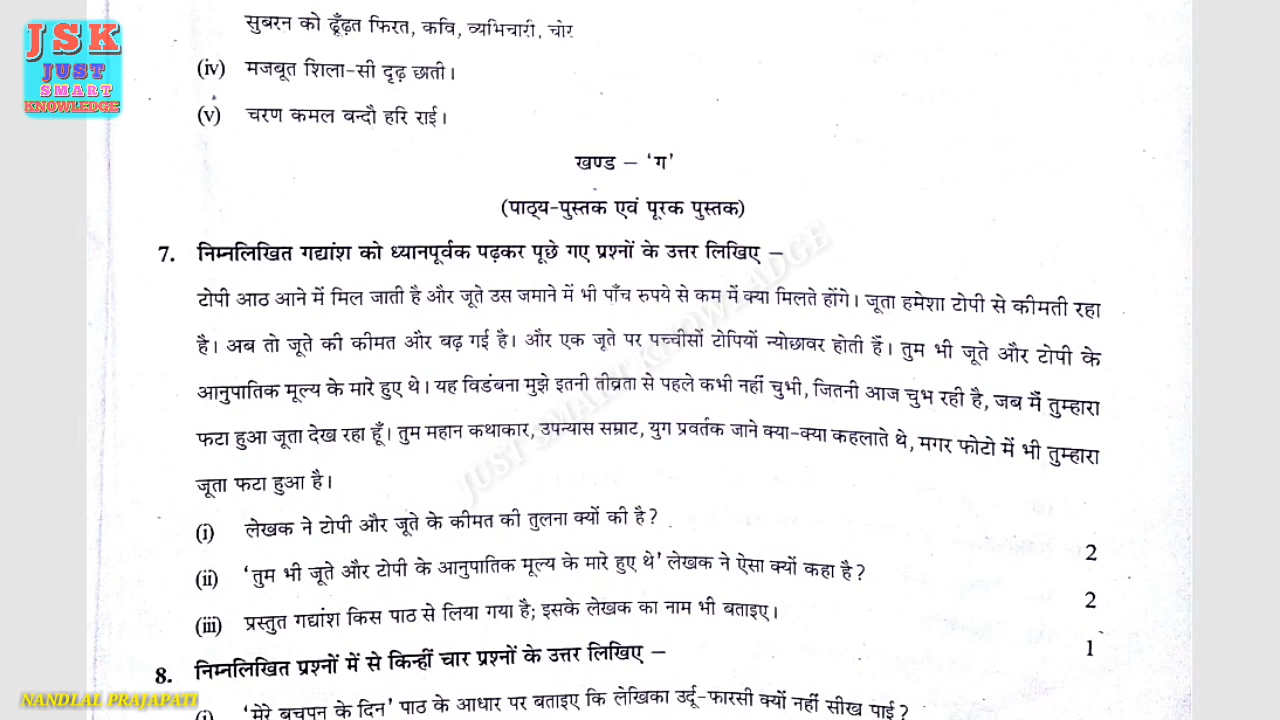 JSK
JUST
SMART
KNOWLEDGE
सुबरन को ढूँढ़त फिरत, कवि, व्यभिचारी, चोर
(iv) मजबूत शिला-सी दृढ़ छाती।
(v) चरण कमल बन्दौ हरि राई।
खण्ड – ‘ग’
(पाठ्य-पुस्तक एवं पूरक पुस्तक)
7. निम्नलिखित गद्यांश को ध्यानपूर्वक पढ़कर पूछे गए प्रश्नों के उत्तर लिखिए –
टोपी आठ आने में मिल जाती है और जूते उस जमाने में भी पाँच रुपये से कम में क्या मिलते होंगे। जूता हमेशा टोपी से कीमती रहा
है। अब तो जूते की कीमत और बढ़ गई है। और एक जूते पर पच्चीसों टोपियों न्योछावर होती हैं। तुम भी जूते और टोपी के
आनुपातिक मूल्य के मारे हुए थे। यह विडंबना मुझे इतनी तीव्रता से पहले कभी नहीं चुभी, जितनी आज चुभ रही है, जब मैं तुम्हारा
फटा हुआ जूता देख रहा हूँ। तुम महान कथाकार, उपन्यास सम्राट, युग प्रवर्तक जाने क्या-क्या कहलाते थे, मगर फोटो में भी तुम्हारा
जूता फटा हुआ है।
(i) लेखक ने टोपी और जूते के कीमत की तुलना क्यों की है? 2
(ii) ‘तुम भी जूते और टोपी के आनुपातिक मूल्य के मारे हुए थे’ लेखक ने ऐसा क्यों कहा है? 2
(iii) प्रस्तुत गद्यांश किस पाठ से लिया गया है; इसके लेखक का नाम भी बताइए। 1
8. निम्नलिखित प्रश्नों में से किन्हीं चार प्रश्नों के उत्तर लिखिए –
(i) ‘मेरे बचपन के दिन’ पाठ के आधार पर बताइए कि लेखिका उर्दू-फारसी क्यों नहीं सीख पाई?
JUST SMART KNOWLADGE
NANDLAL PRAJAPATI